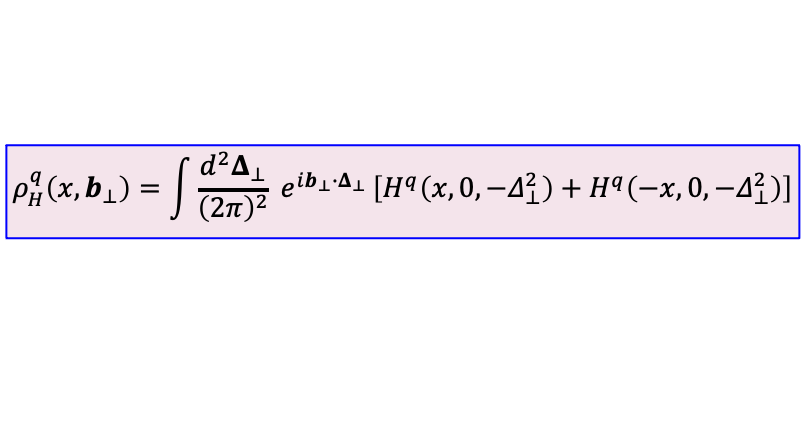 ρ_H^q(x, b_⊥) = ∫ d²Δ_⊥/(2π)² e^{ib_⊥·Δ_⊥} [H^q(x, 0, −Δ_⊥²) + H^q(−x, 0, −Δ_⊥²)]